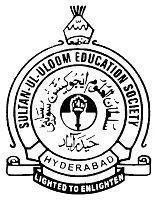 SULTAN-UL-ULOOM EDUCATION SOCIETY
سلطان العلوم ایجوکیشن سوسائٹی
حیدرآباد
HYDERABAD
LIGHTED TO ENLIGHTEN